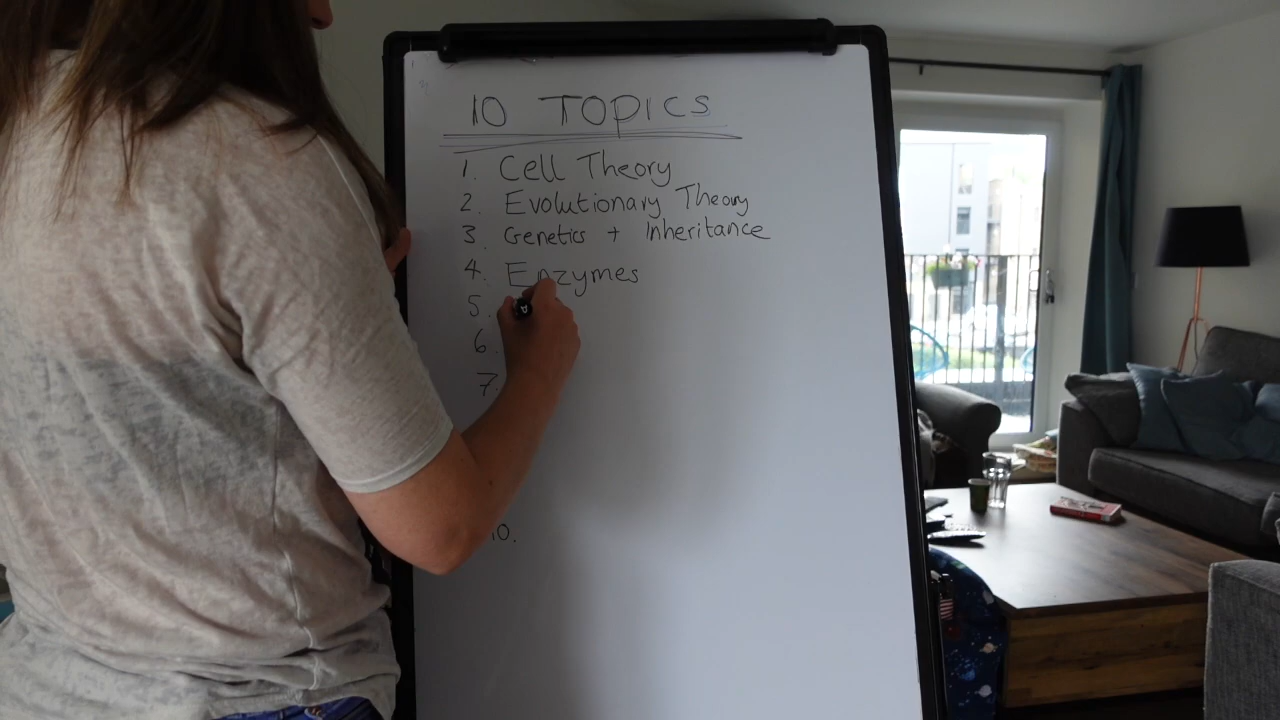 10 TOPICS
1. Cell Theory
2. Evolutionary Theory
3. Genetics + Inheritance
4. Enzymes
5.
6.
7.
10.